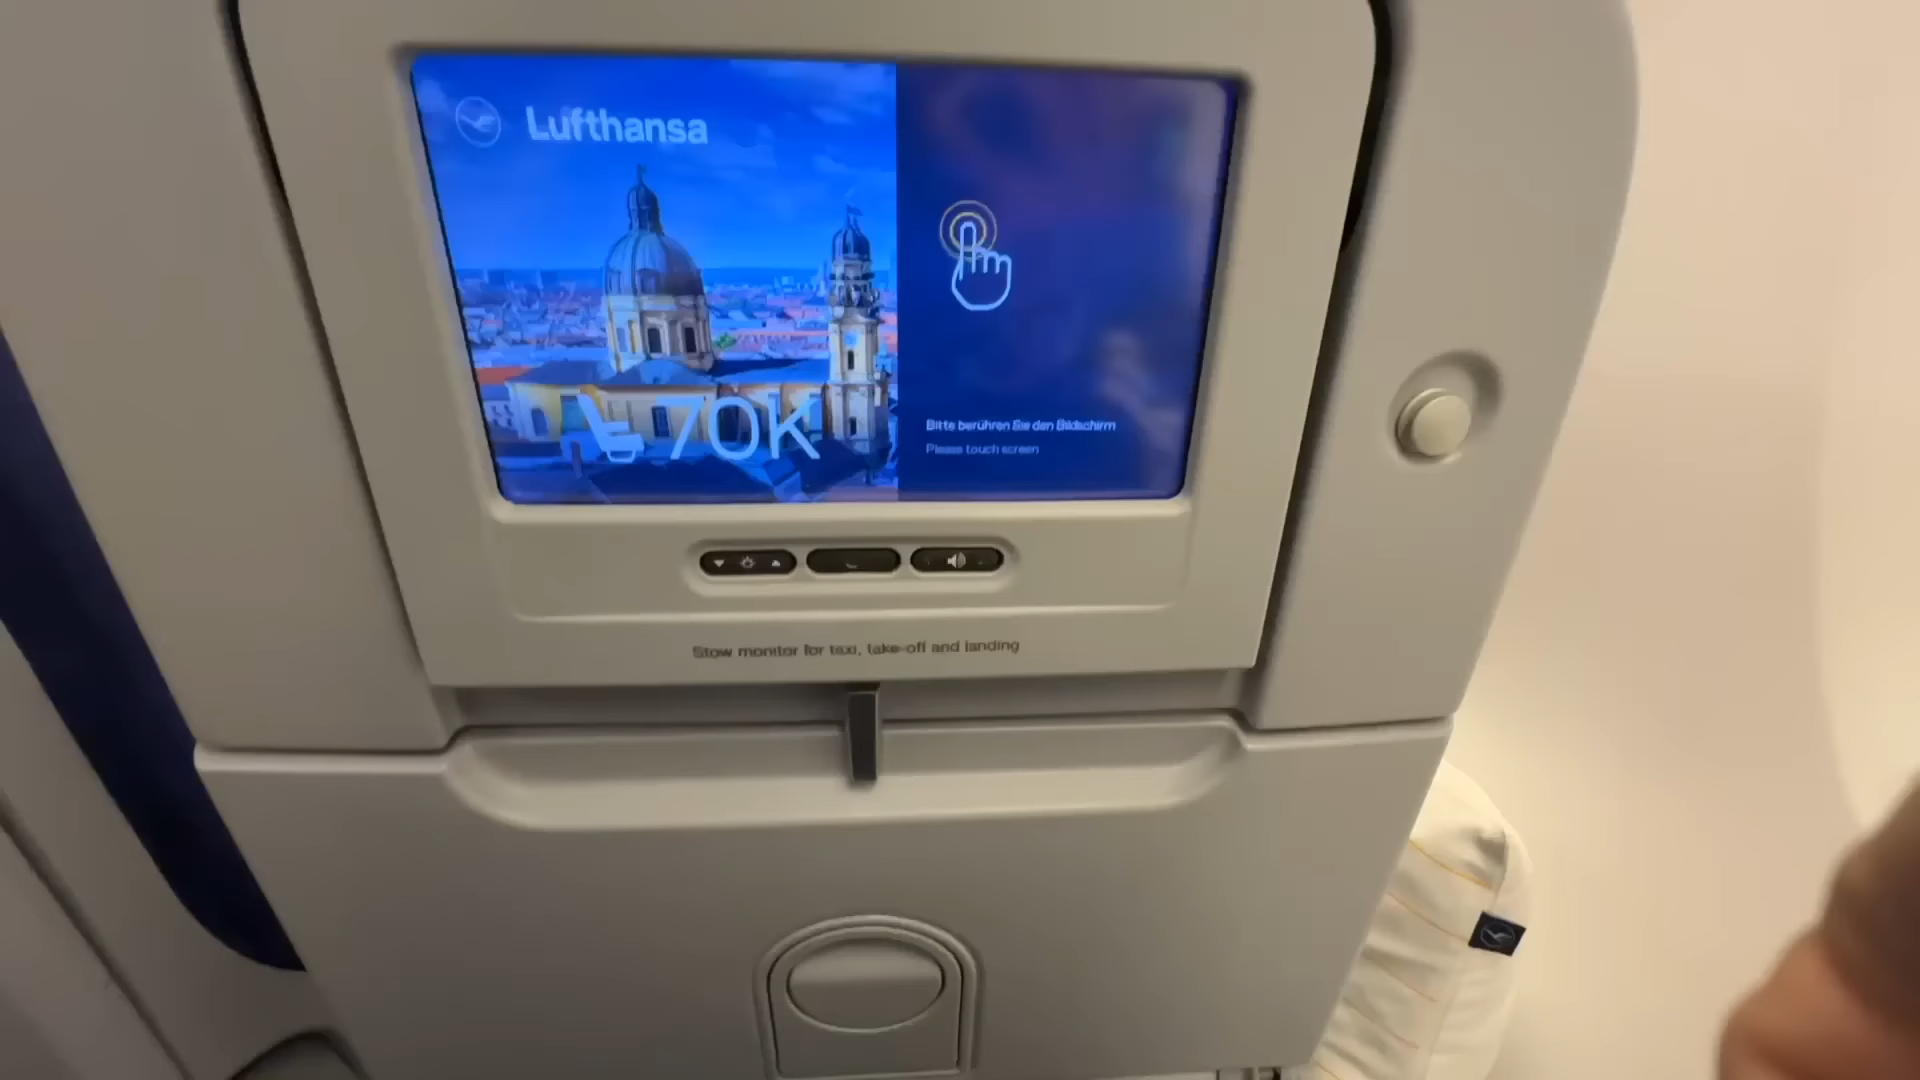 Lufthansa
70K
Bitte berühren Sie den Bildschirm
Please touch screen
Stow monitor for taxi, take-off and landing